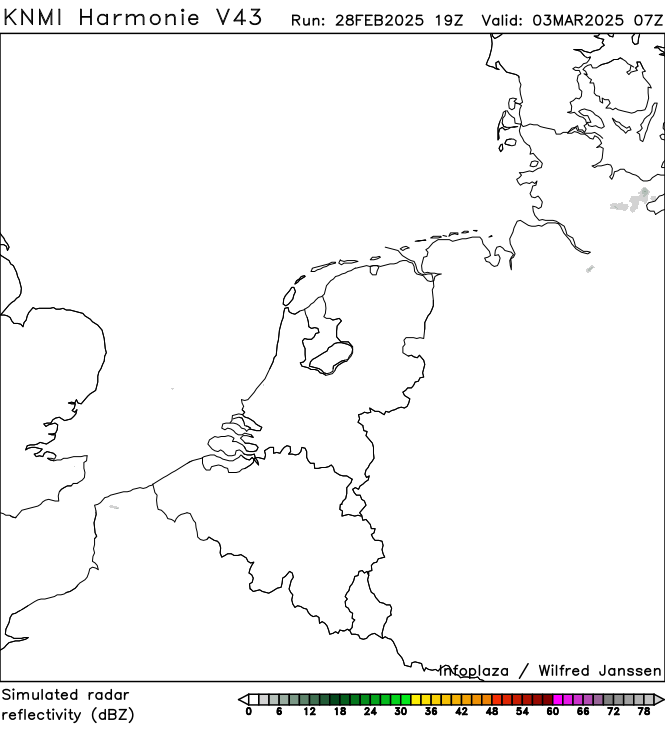 KNMI Harmonie V43 Run: 28FEB2025 19Z Valid: 03MAR2025 07Z
infoplaza / Wilfred Janssen
Simulated radar
reflectivity (dBZ)
0 6 12 18 24 30 36 42 48 54 60 66 72 78